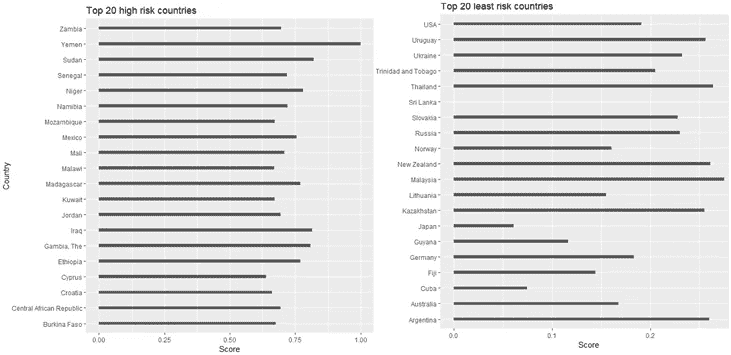 Top 20 high risk countries
Zambia
Yemen
Sudan
Senegal
Niger
Namibia
Mozambique
Mexico
Mali
Malawi
Madagascar
Kuwait
Jordan
Iraq
Gambia, The
Ethiopia
Cyprus
Croatia
Central African Republic
Burkina Faso
Country
0.00 0.25 0.50 0.75 1.00
Score
Top 20 least risk countries
USA
Uruguay
Ukraine
Trinidad and Tobago
Thailand
Sri Lanka
Slovakia
Russia
Norway
New Zealand
Malaysia
Lithuania
Kazakhstan
Japan
Guyana
Germany
Fiji
Cuba
Australia
Argentina
0.0 0.1 0.2
Score